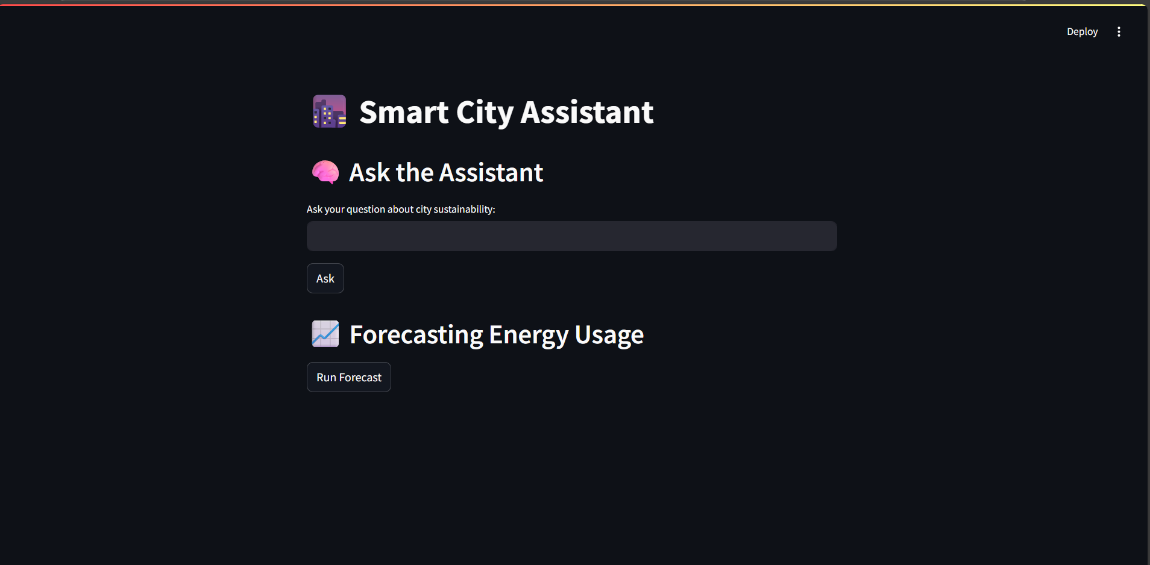 Deploy
Smart City Assistant
Ask the Assistant
Ask your question about city sustainability:
Ask
Forecasting Energy Usage
Run Forecast